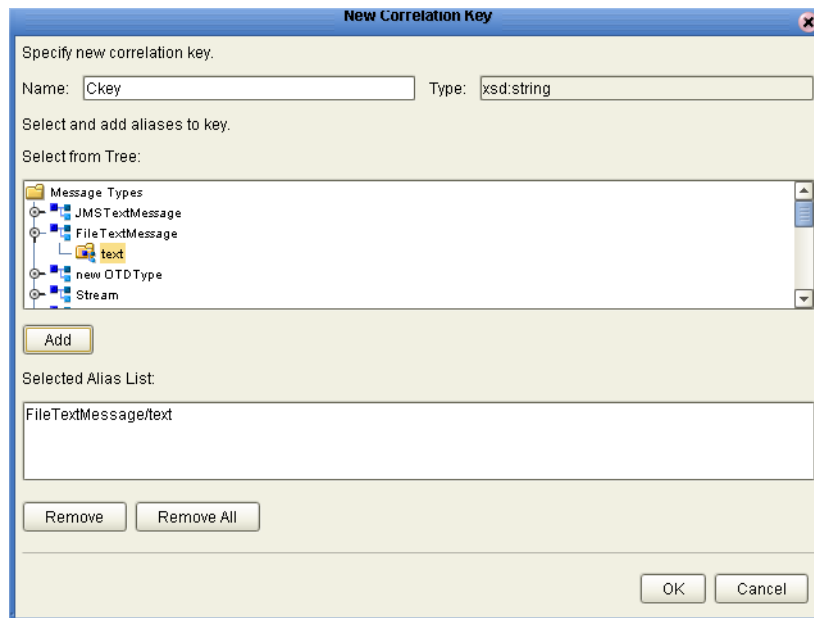 New Correlation Key
Specify new correlation key.
Name: Ckey Type: xsd:string
Select and add aliases to key.
Select from Tree:
Message Types
JMSTextMessage
FileTextMessage
text
new OTDType
Stream
Add
Selected Alias List:
FileTextMessage/text
Remove Remove All
OK Cancel